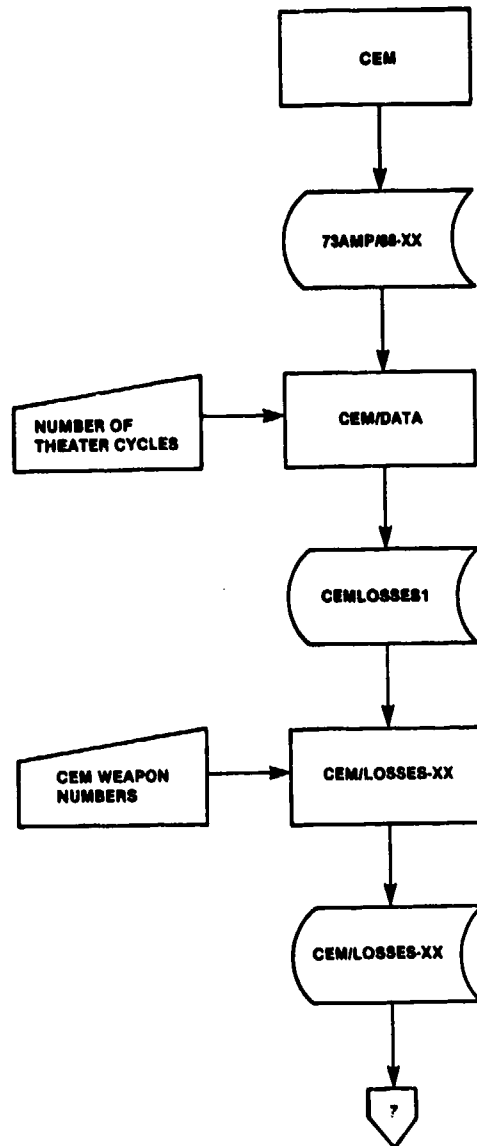 CEM
73AMP/88-XX
NUMBER OF
THEATER CYCLES
CEM/DATA
CEMLOSSES1
CEM WEAPON
NUMBERS
CEM/LOSSES-XX
CEM/LOSSES-XX
?